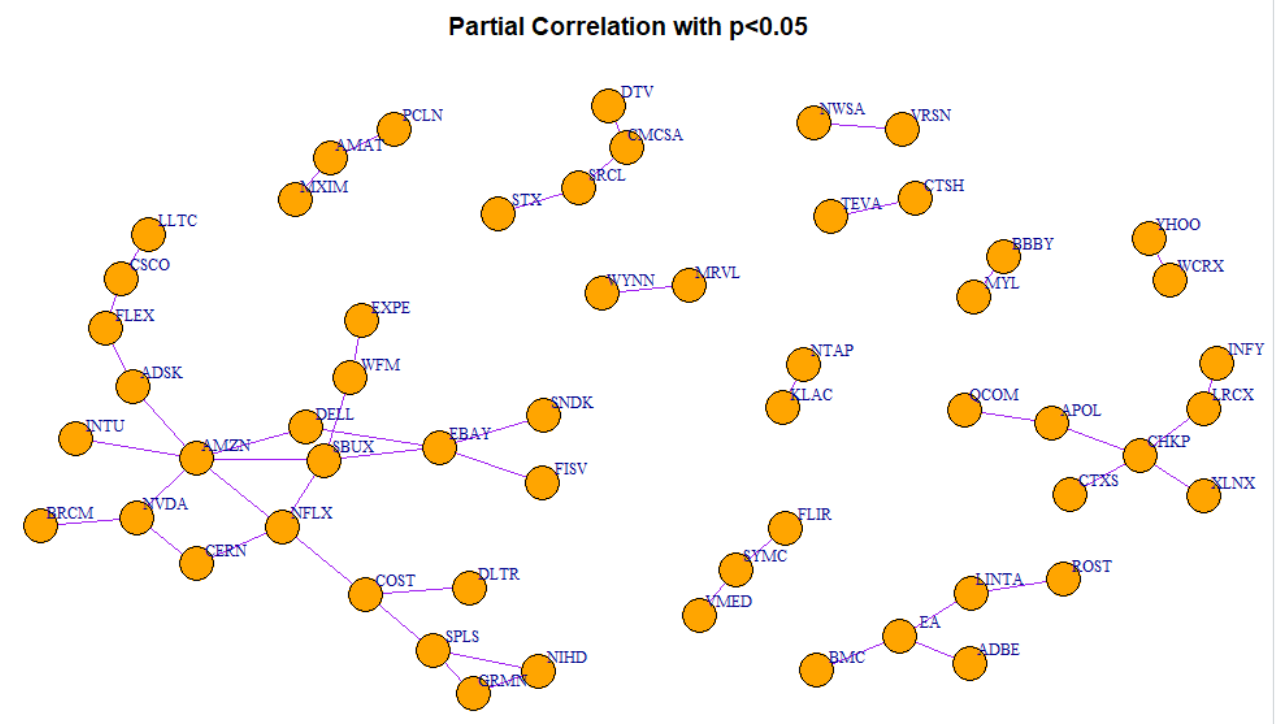 Partial Correlation with p<0.05
DTV
PCLN
NWSA
VRSN
AMAT
CMCSA
MXIM
SRCL
CTSH
STX
TEVA
LLTC
YHOO
BBBY
CSCO
WCRX
WYNN
MRVL
MYL
FLEX
EXPE
NTAP
INFY
WFM
ADSK
KLAC
LRCX
QCOM
SNDK
DELL
APOL
INTU
EBAY
AMZN
SBUX
CHKP
FISV
CTXS
XLNX
NVDA
BRCM
NFLX
FLIR
CERN
SYMC
COST
DLTR
LINTA
ROST
VMED
EA
SPLS
NIHD
BMC
ADBE
GRMN